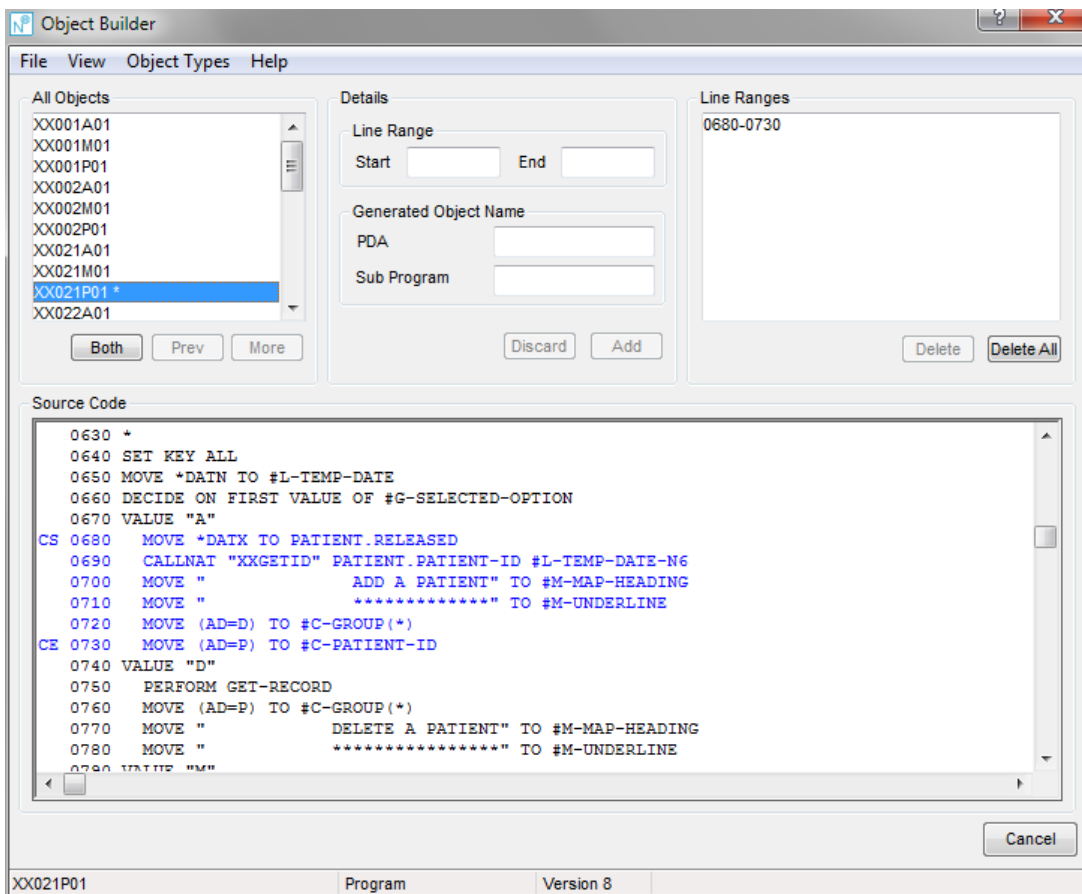 Object Builder
File View Object Types Help
All Objects
XX001A01
XX001M01
XX001P01
XX002A01
XX002M01
XX002P01
XX021A01
XX021M01
XX021P01 *
XX022A01
Both Prev More
Details
Line Range
Start End
Generated Object Name
PDA
Sub Program
Discard Add
Line Ranges
0680-0730
Delete Delete All
Source Code
0630 *
0640 SET KEY ALL
0650 MOVE *DATN TO #L-TEMP-DATE
0660 DECIDE ON FIRST VALUE OF #G-SELECTED-OPTION
0670 VALUE "A"
CS 0680 MOVE *DATX TO PATIENT.RELEASED
0690 CALLNAT "XXGETID" PATIENT.PATIENT-ID #L-TEMP-DATE-N6
0700 MOVE " ADD A PATIENT" TO #M-MAP-HEADING
0710 MOVE " *************" TO #M-UNDERLINE
0720 MOVE (AD=D) TO #C-GROUP(*)
CE 0730 MOVE (AD=P) TO #C-PATIENT-ID
0740 VALUE "D"
0750 PERFORM GET-RECORD
0760 MOVE (AD=P) TO #C-GROUP(*)
0770 MOVE " DELETE A PATIENT" TO #M-MAP-HEADING
0780 MOVE " ****************" TO #M-UNDERLINE
0790 VALUE "M"
Cancel
XX021P01 Program Version 8